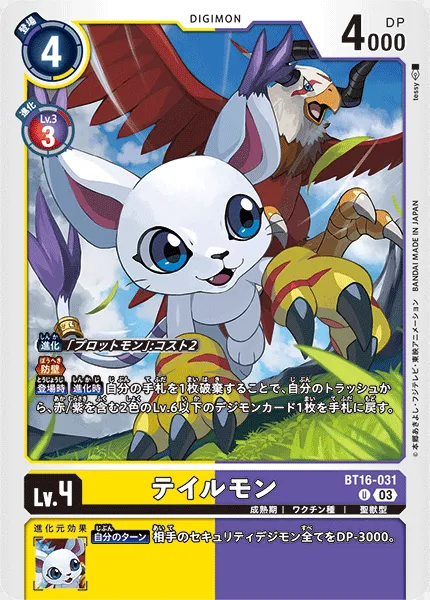 DIGIMON
登場
4
DP
4000
進化
Lv.3
3
tessy
©本郷あきよし・フジテレビ・東映アニメーション BANDAI MADE IN JAPAN
進化 「プロットモン」:コスト2
防壁
登場時 進化時 自分の手札を1枚破棄することで、自分のトラッシュか
ら、赤/紫を含む2色のLv.6以下のデジモンカード1枚を手札に戻す。
BT16-031
Lv.4
テイルモン
U 03
成熟期 | ワクチン種 | 聖獣型
進化元効果
自分のターン 相手のセキュリティデジモン全てをDP-3000。